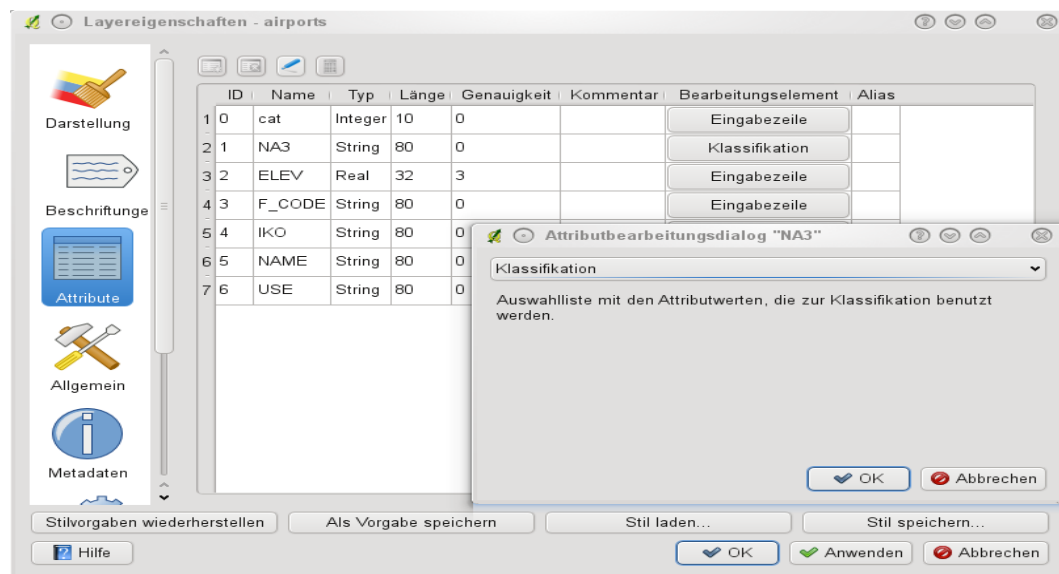 Layereigenschaften - airports
Darstellung
Beschriftunge
Attribute
Allgemein
Metadaten
ID Name Typ Länge Genauigkeit Kommentar Bearbeitungselement Alias
1 0 cat Integer 10 0 Eingabezeile
2 1 NA3 String 80 0 Klassifikation
3 2 ELEV Real 32 3 Eingabezeile
4 3 F_CODE String 80 0 Eingabezeile
5 4 IKO String 80 0
6 5 NAME String 80 0
7 6 USE String 80 0
Attributbearbeitungsdialog "NA3"
Klassifikation
Auswahlliste mit den Attributwerten, die zur Klassifikation benutzt
werden.
OK Abbrechen
Stilvorgaben wiederherstellen Als Vorgabe speichern Stil laden... Stil speichern...
Hilfe OK Anwenden Abbrechen